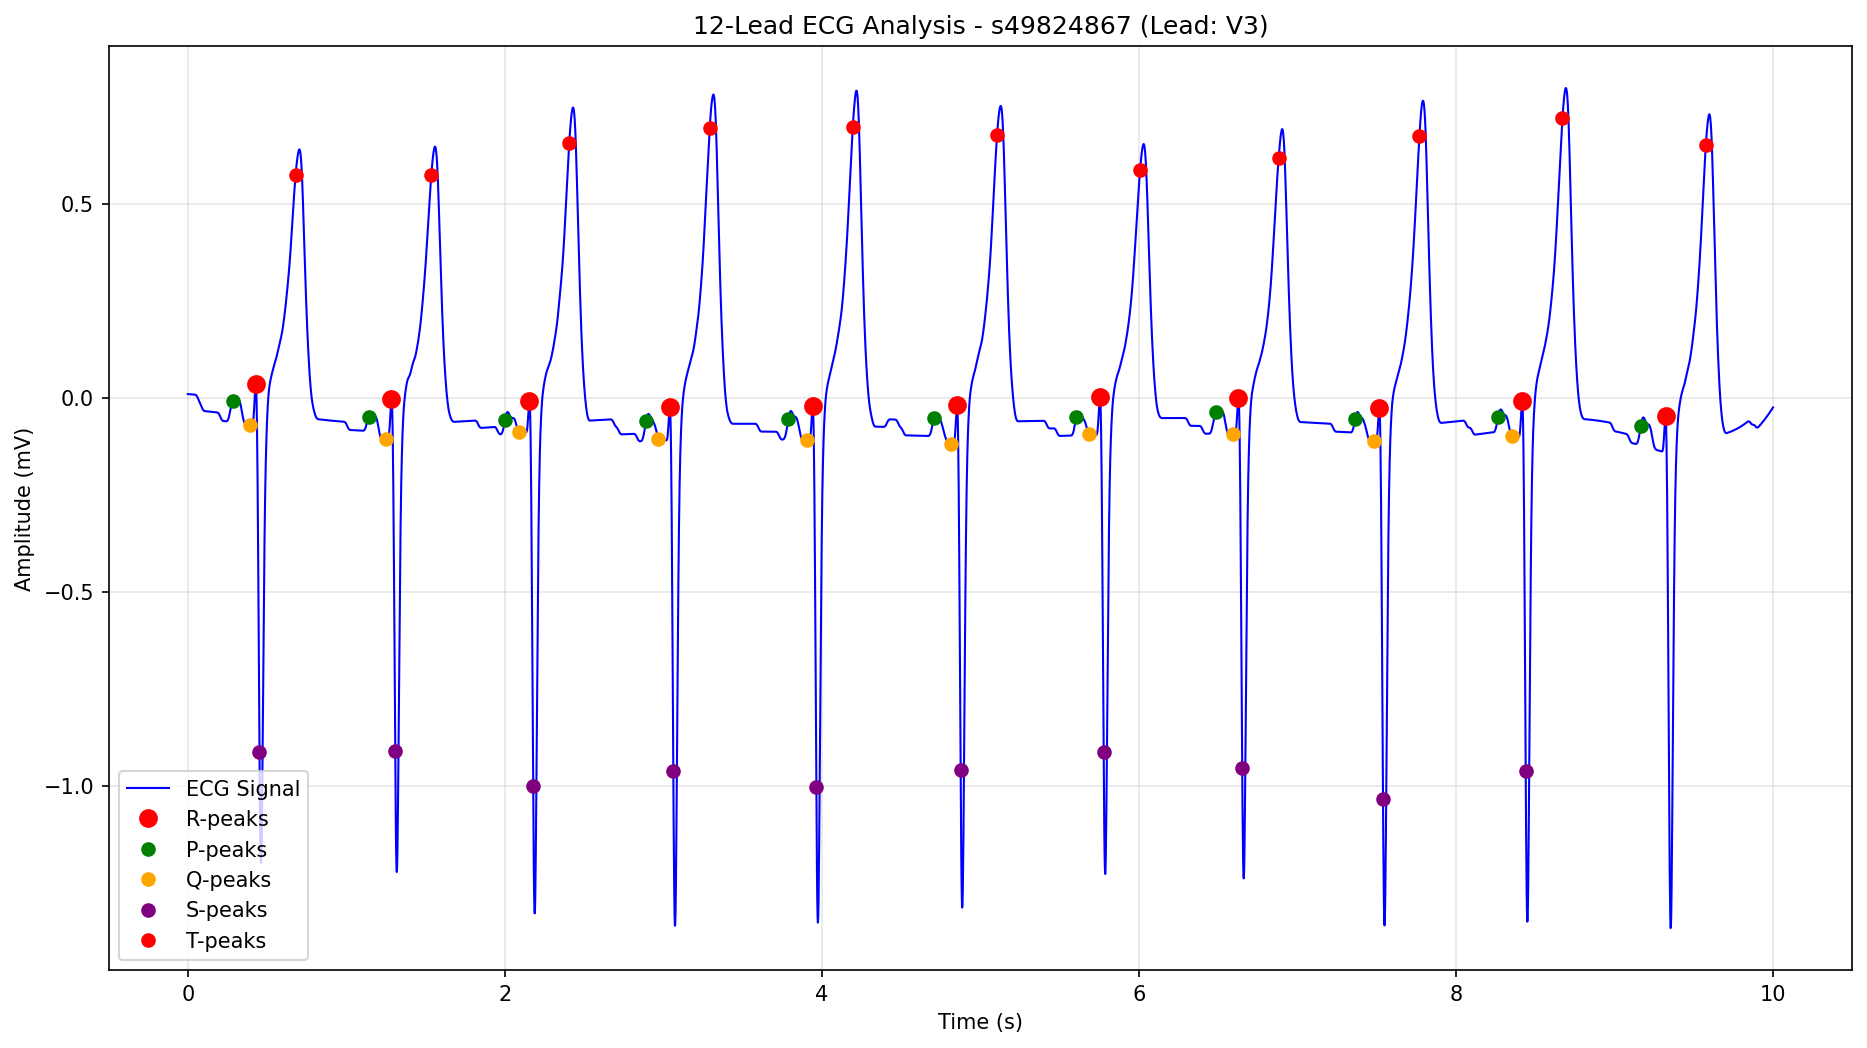 12-Lead ECG Analysis - s49824867 (Lead: V3)
Amplitude (mV)
0.5
0.0
−0.5
−1.0
ECG Signal
R-peaks
P-peaks
Q-peaks
S-peaks
T-peaks
0 2 4 6 8 10
Time (s)